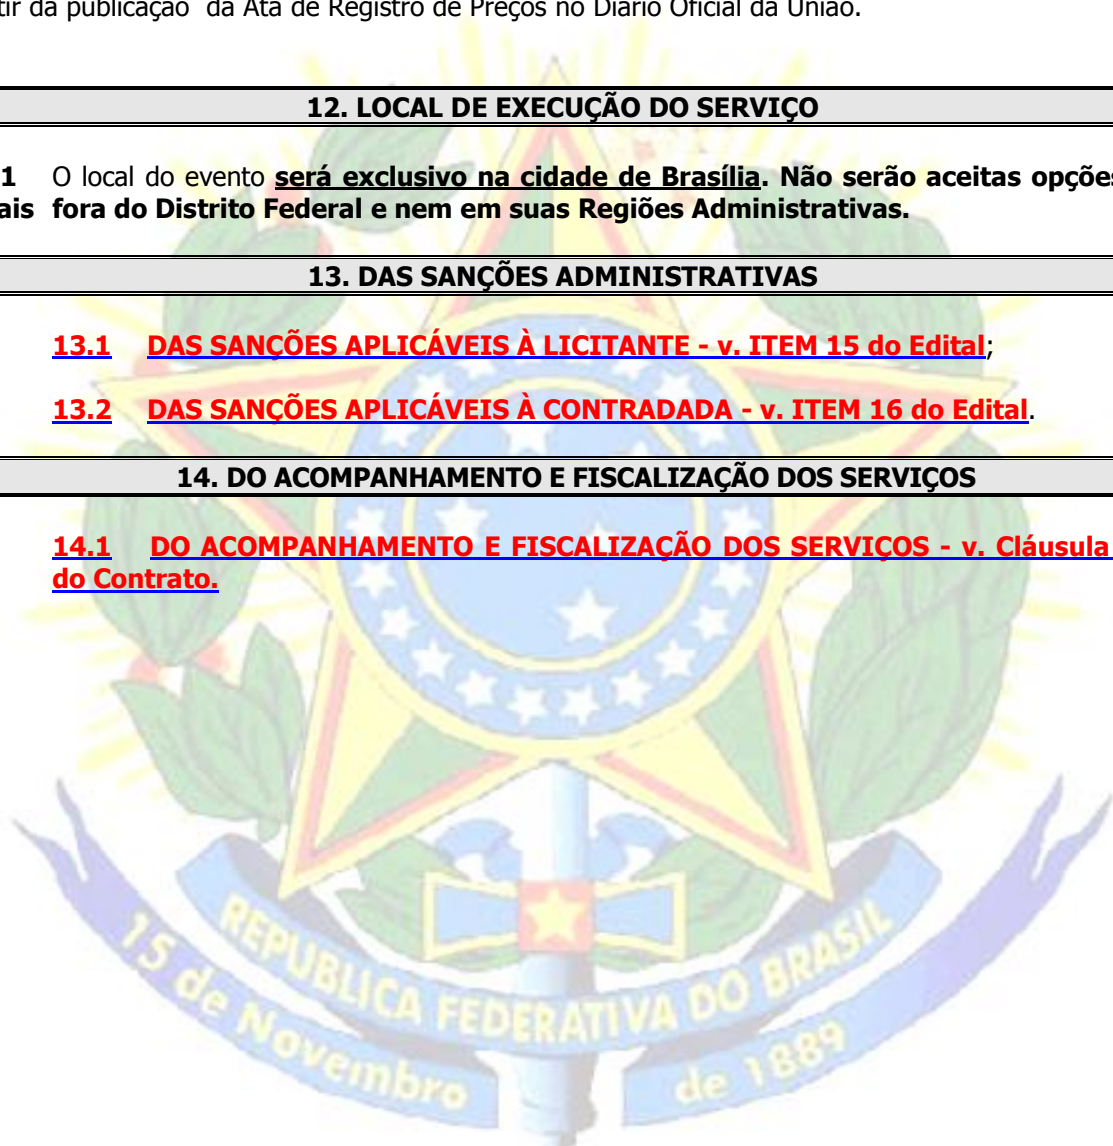 tir da publicação da Ata de Registro de Preços no Diário Oficial da União.
12. LOCAL DE EXECUÇÃO DO SERVIÇO
1 O local do evento será exclusivo na cidade de Brasília. Não serão aceitas opções
ais fora do Distrito Federal e nem em suas Regiões Administrativas.
13. DAS SANÇÕES ADMINISTRATIVAS
13.1 DAS SANÇÕES APLICÁVEIS À LICITANTE - v. ITEM 15 do Edital;
13.2 DAS SANÇÕES APLICÁVEIS À CONTRADADA - v. ITEM 16 do Edital.
14. DO ACOMPANHAMENTO E FISCALIZAÇÃO DOS SERVIÇOS
14.1 DO ACOMPANHAMENTO E FISCALIZAÇÃO DOS SERVIÇOS - v. Cláusula
do Contrato.
REPUBLICA FEDERATIVA DO BRASIL
15 de Novembro de 1889